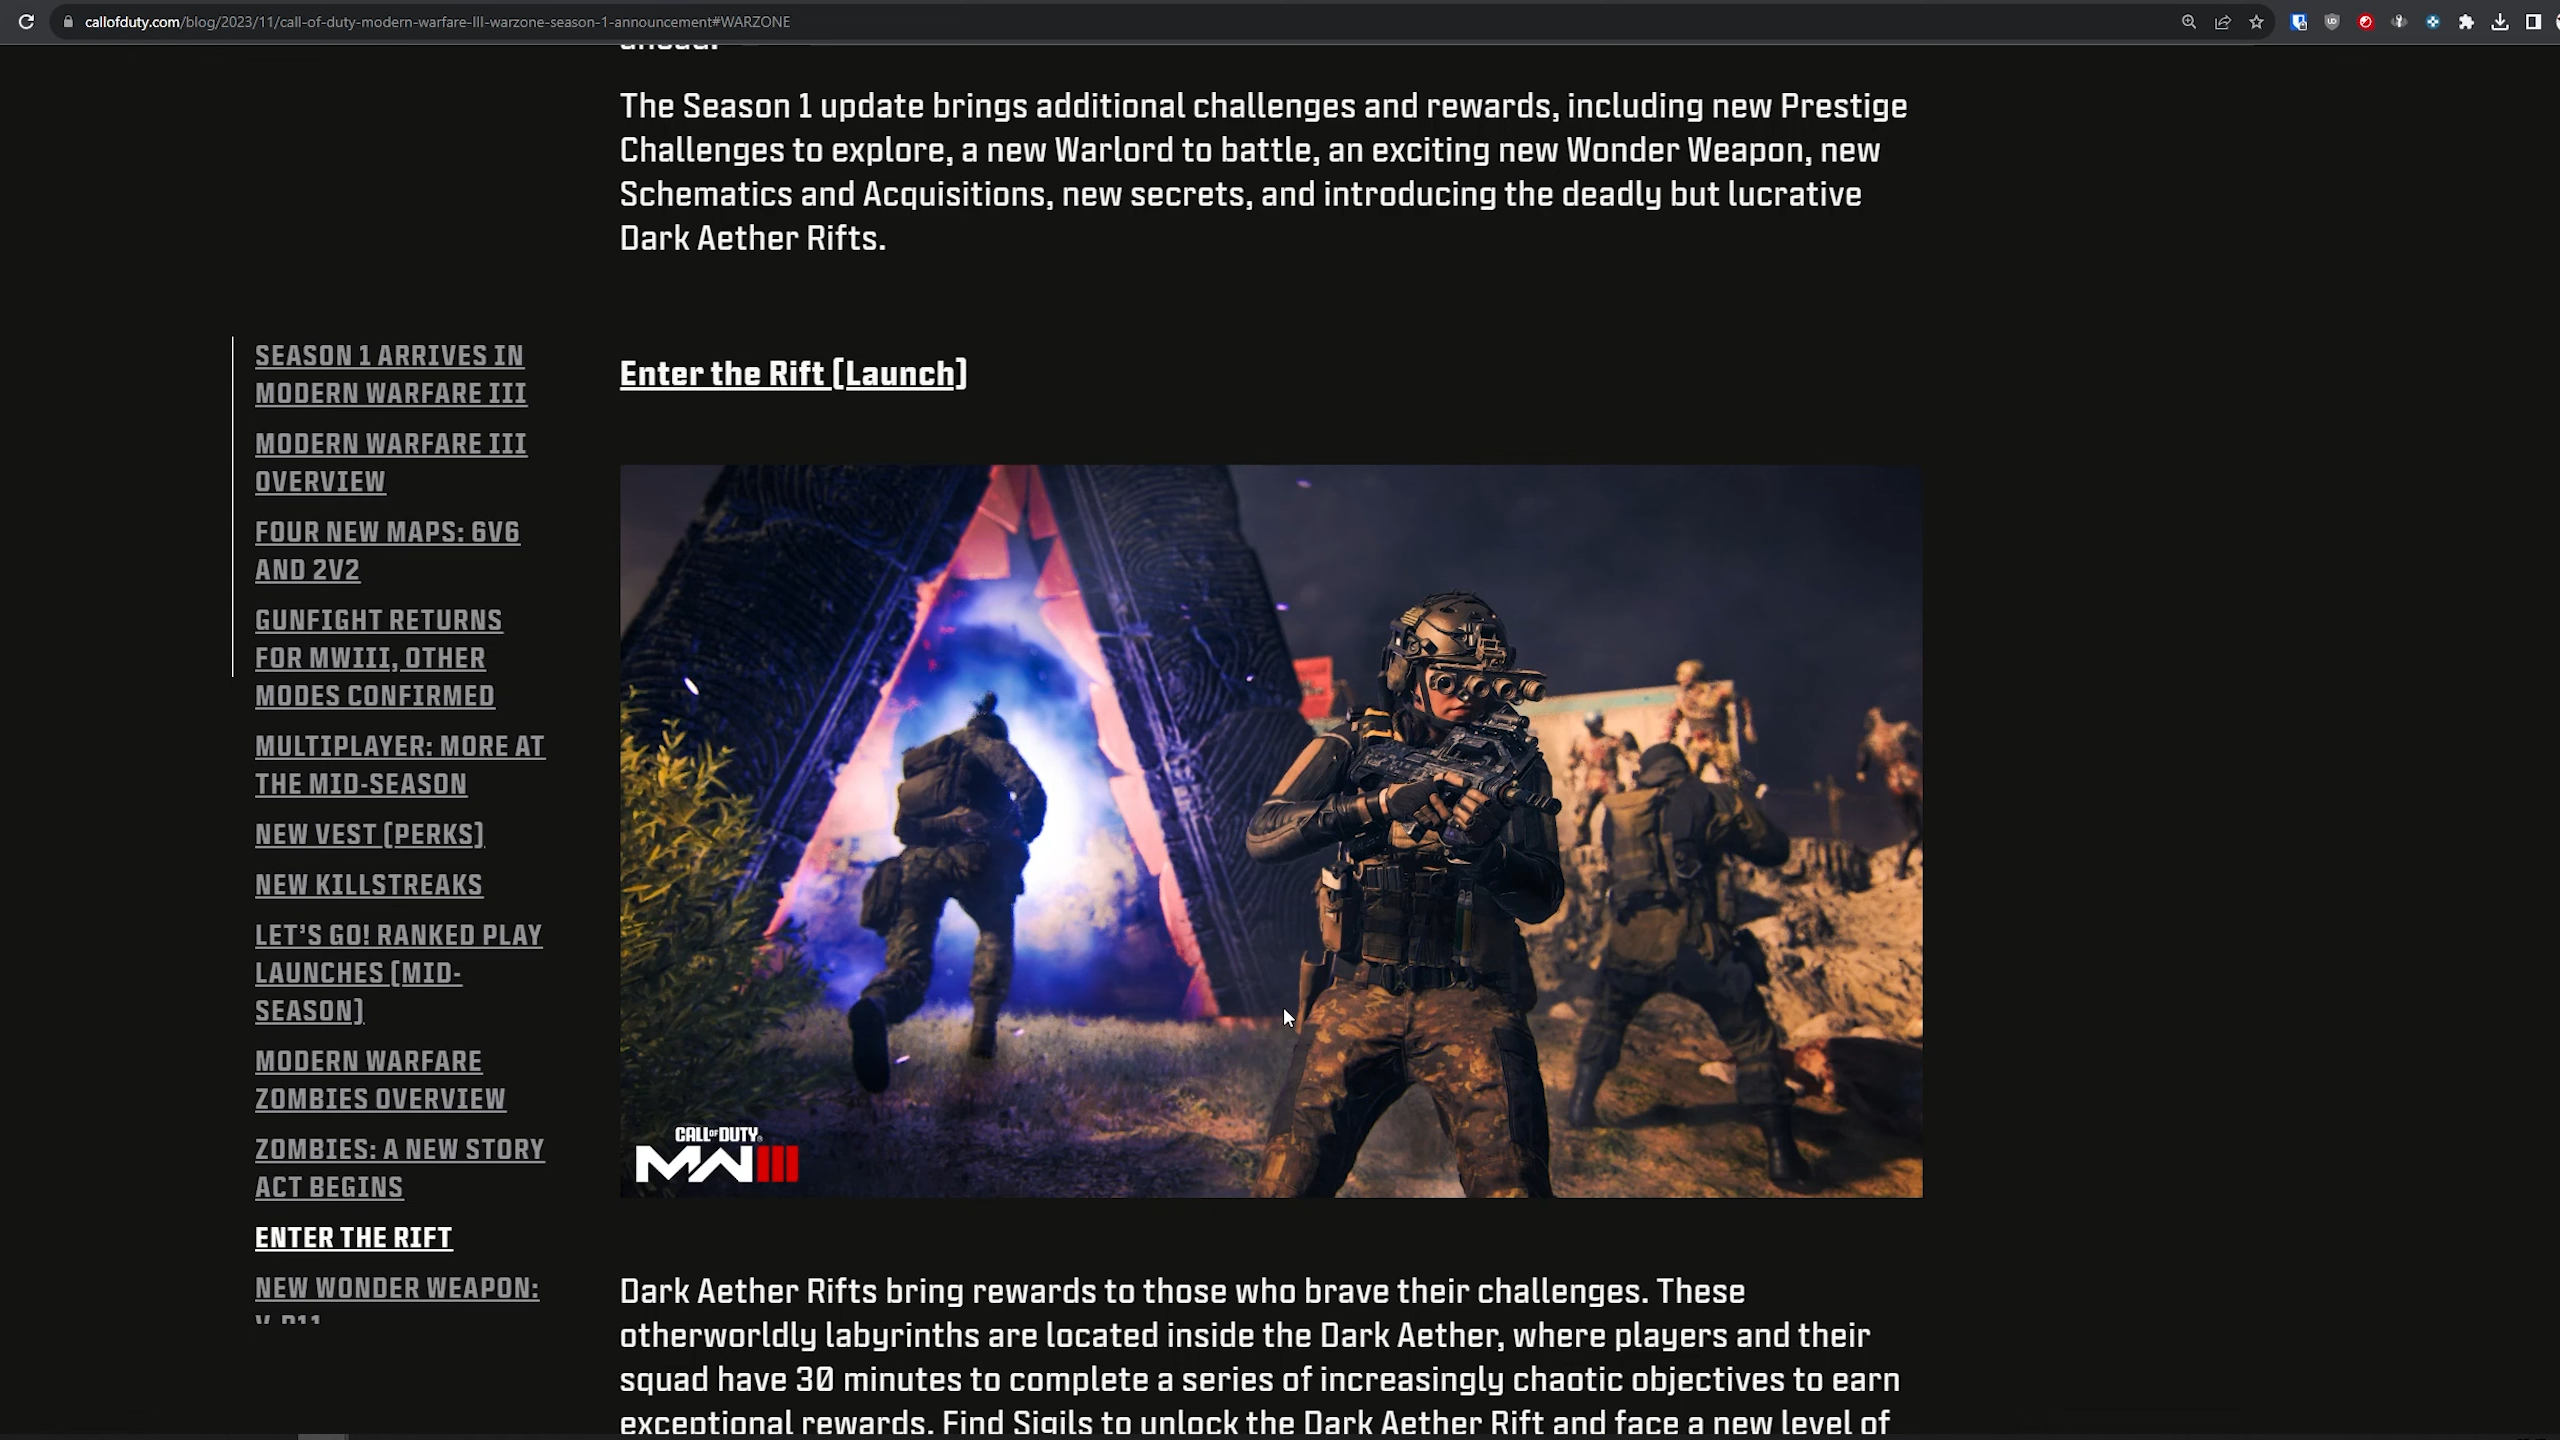 callofduty.com/blog/2023/11/call-of-duty-modern-warfare-III-warzone-season-1-announcement#WARZONE
ahead.
The Season 1 update brings additional challenges and rewards, including new Prestige
Challenges to explore, a new Warlord to battle, an exciting new Wonder Weapon, new
Schematics and Acquisitions, new secrets, and introducing the deadly but lucrative
Dark Aether Rifts.
SEASON 1 ARRIVES IN
MODERN WARFARE III
MODERN WARFARE III
OVERVIEW
FOUR NEW MAPS: 6V6
AND 2V2
GUNFIGHT RETURNS
FOR MWIII, OTHER
MODES CONFIRMED
MULTIPLAYER: MORE AT
THE MID-SEASON
NEW VEST (PERKS)
NEW KILLSTREAKS
LET'S GO! RANKED PLAY
LAUNCHES (MID-
SEASON)
MODERN WARFARE
ZOMBIES OVERVIEW
ZOMBIES: A NEW STORY
ACT BEGINS
ENTER THE RIFT
NEW WONDER WEAPON:
V-R11
Enter the Rift (Launch)
CALL OF DUTY
MWIII
Dark Aether Rifts bring rewards to those who brave their challenges. These
otherworldly labyrinths are located inside the Dark Aether, where players and their
squad have 30 minutes to complete a series of increasingly chaotic objectives to earn
exceptional rewards. Find Sigils to unlock the Dark Aether Rift and face a new level of